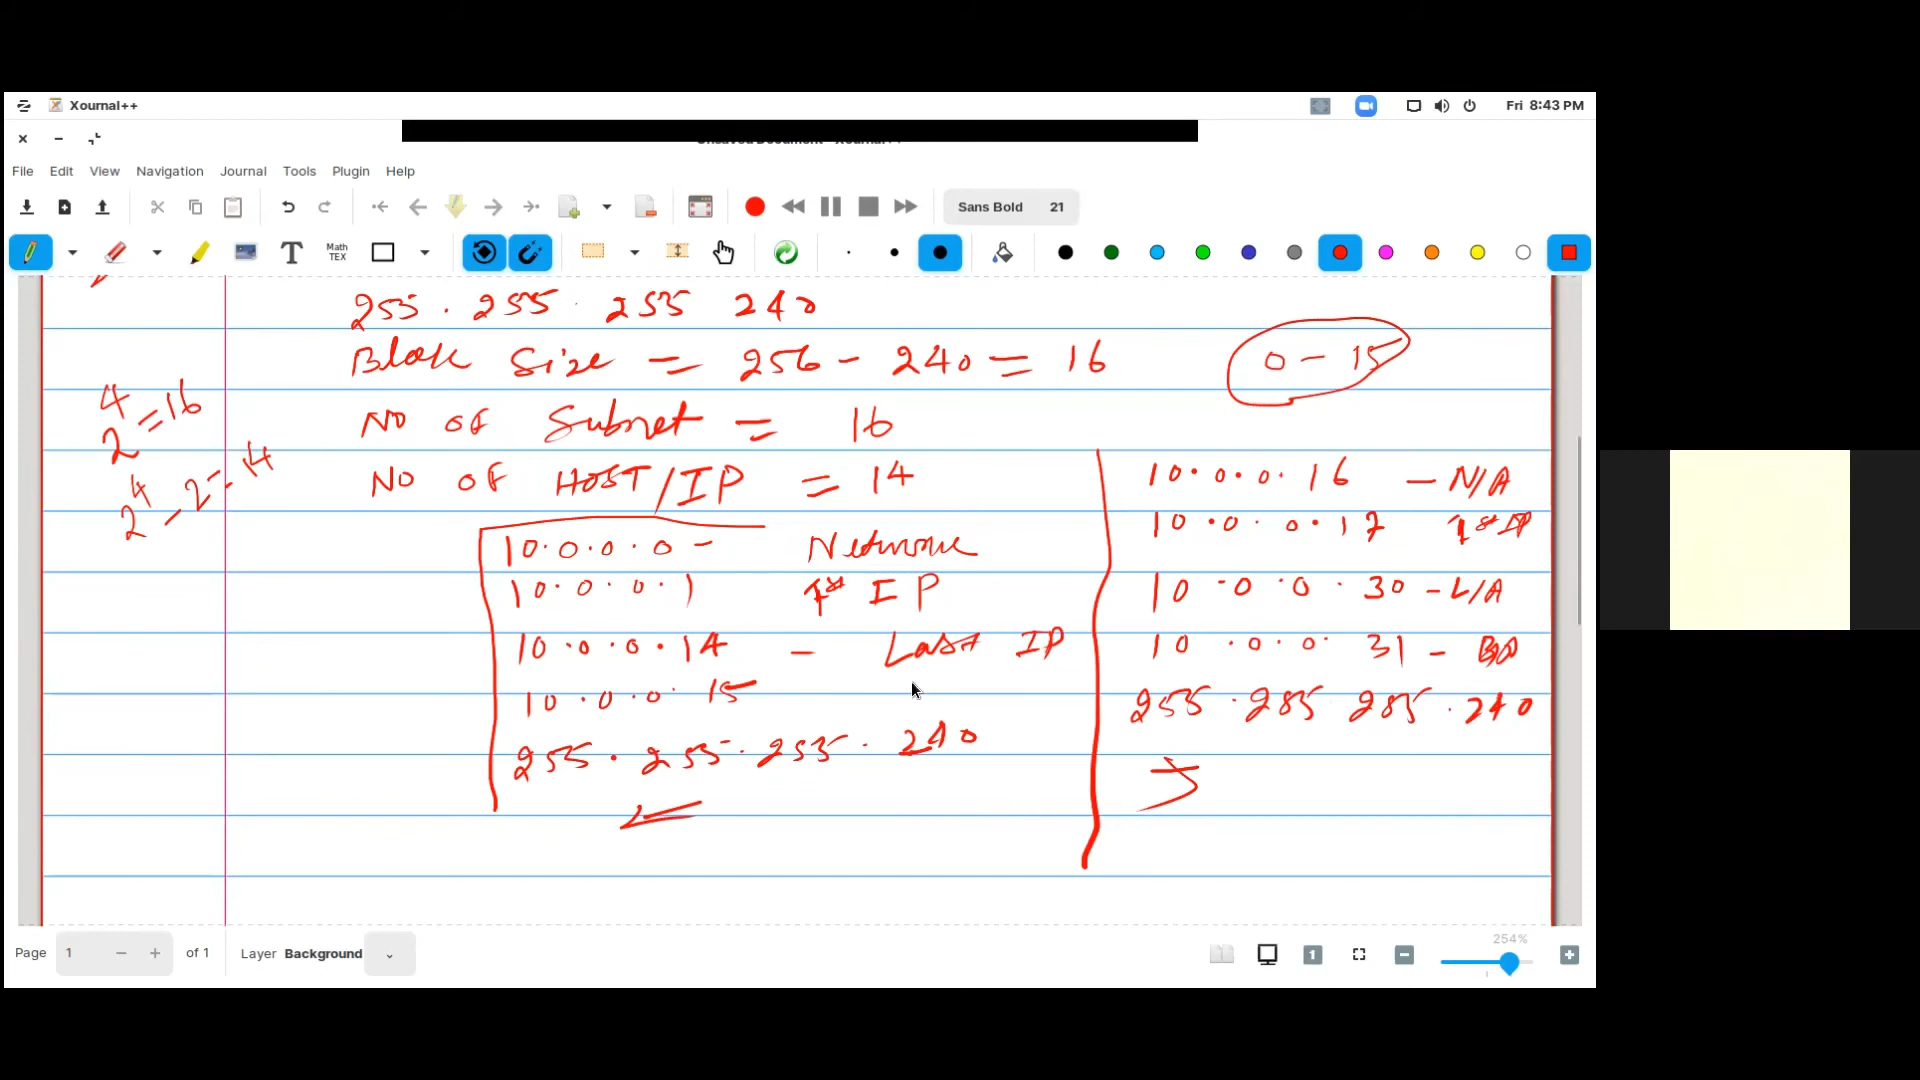 Xournal++
Fri 8:43 PM
File Edit View Navigation Journal Tools Plugin Help
Sans Bold 21
Math
TEX
255 . 255 . 255 240
Block Size = 256 - 240 = 16
0 - 15
2^4 = 16
No of Subnet = 16
2^4 - 2 = 14
No of HOST/IP = 14
10.0.0.0 - Network
10.0.0.1 1st IP
10.0.0.14 - Last IP
10.0.0.15
255.255.255.240
10.0.0.16 - N/A
10.0.0.17 1st IP
10.0.0.30 - L/A
10.0.0.31 -
255.255 255.240
Page 1 of 1 Layer Background
1
254%